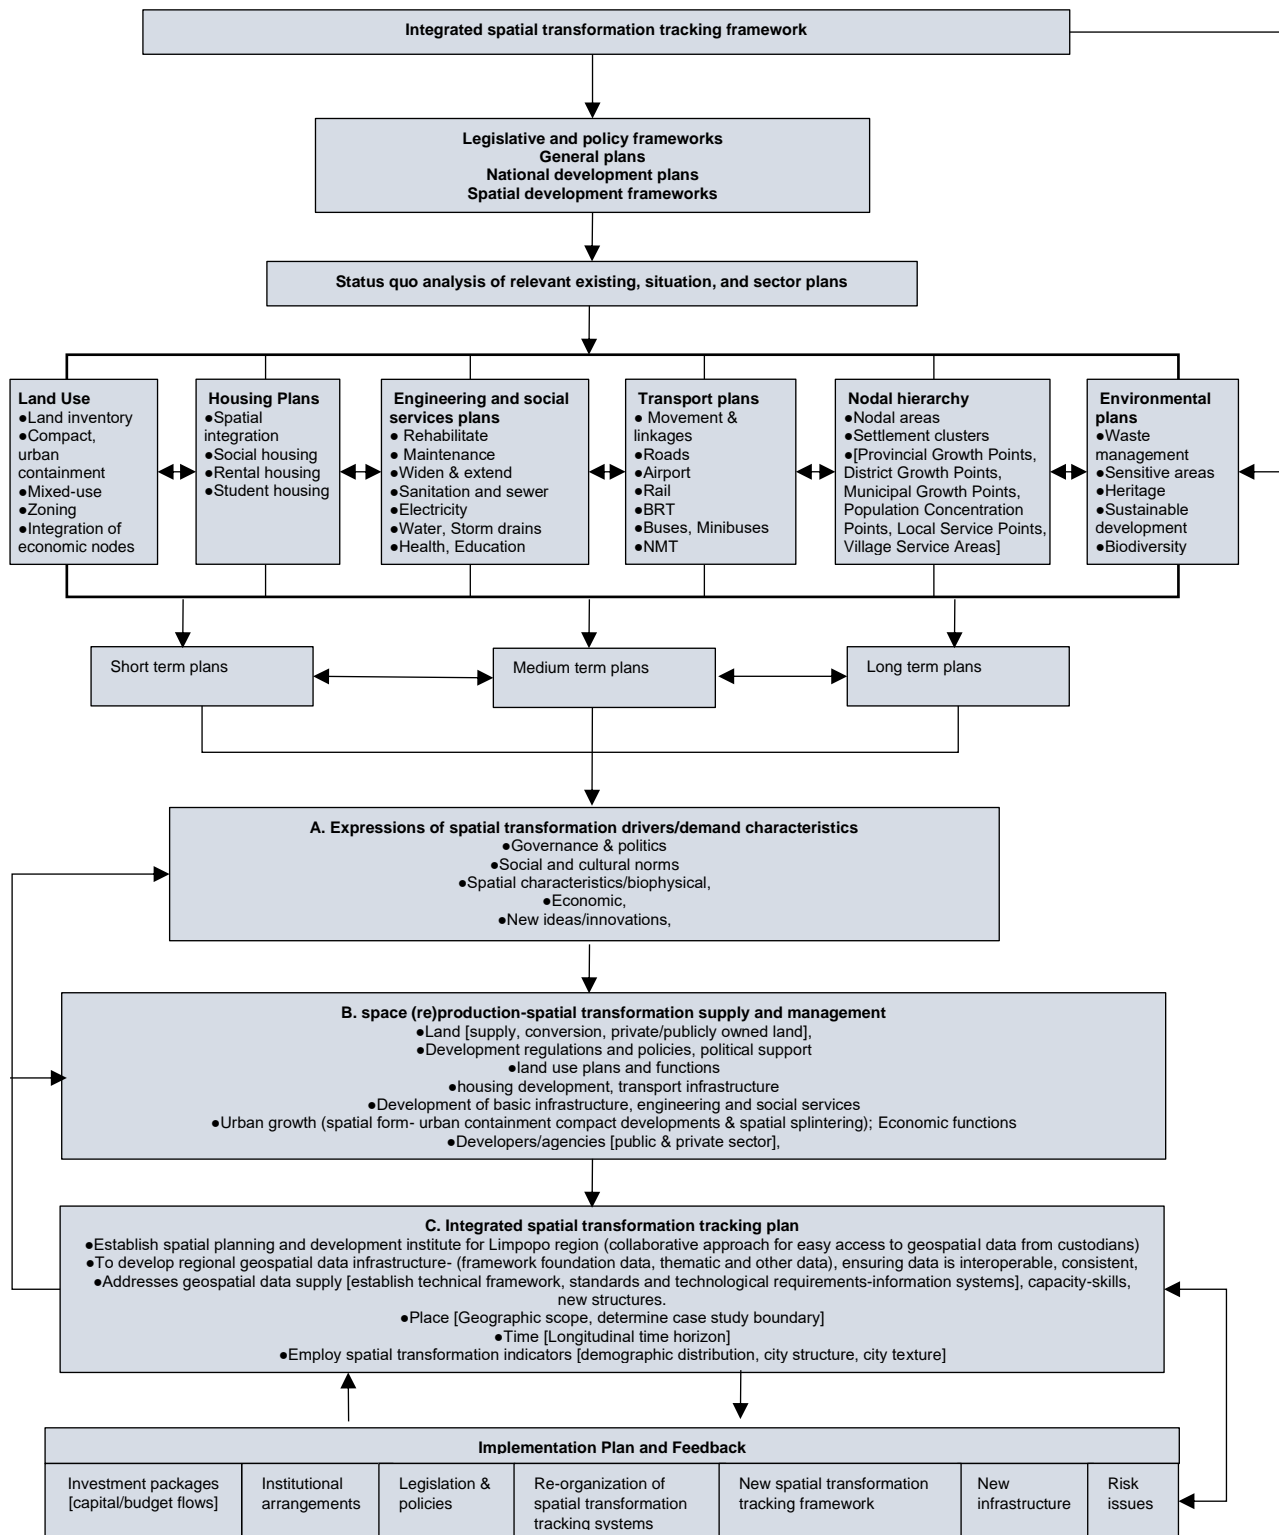 Integrated spatial transformation tracking framework
Legislative and policy frameworks
General plans
National development plans
Spatial development frameworks
Status quo analysis of relevant existing, situation, and sector plans
Land Use
●Land inventory
●Compact,
urban
containment
●Mixed-use
●Zoning
●Integration of
economic nodes
Housing Plans
●Spatial
integration
●Social housing
●Rental housing
●Student housing
Engineering and social
services plans
● Rehabilitate
● Maintenance
●Widen & extend
●Sanitation and sewer
●Electricity
●Water, Storm drains
●Health, Education
Transport plans
● Movement &
linkages
●Roads
●Airport
●Rail
●BRT
●Buses, Minibuses
●NMT
Nodal hierarchy
●Nodal areas
●Settlement clusters
●[Provincial Growth Points,
District Growth Points,
Municipal Growth Points,
Population Concentration
Points, Local Service Points,
Village Service Areas]
Environmental
plans
●Waste
management
●Sensitive areas
●Heritage
●Sustainable
development
●Biodiversity
Short term plans
Medium term plans
Long term plans
A. Expressions of spatial transformation drivers/demand characteristics
●Governance & politics
●Social and cultural norms
●Spatial characteristics/biophysical,
●Economic,
●New ideas/innovations,
B. space (re)production-spatial transformation supply and management
●Land [supply, conversion, private/publicly owned land],
●Development regulations and policies, political support
●land use plans and functions
●housing development, transport infrastructure
●Development of basic infrastructure, engineering and social services
●Urban growth (spatial form- urban containment compact developments & spatial splintering); Economic functions
●Developers/agencies [public & private sector],
C. Integrated spatial transformation tracking plan
●Establish spatial planning and development institute for Limpopo region (collaborative approach for easy access to geospatial data from custodians)
●To develop regional geospatial data infrastructure- (framework foundation data, thematic and other data), ensuring data is interoperable, consistent,
●Addresses geospatial data supply [establish technical framework, standards and technological requirements-information systems], capacity-skills,
new structures.
●Place [Geographic scope, determine case study boundary]
●Time [Longitudinal time horizon]
●Employ spatial transformation indicators [demographic distribution, city structure, city texture]
Implementation Plan and Feedback
Investment packages
[capital/budget flows]
Institutional
arrangements
Legislation &
policies
Re-organization of
spatial transformation
tracking systems
New spatial transformation
tracking framework
New
infrastructure
Risk
issues